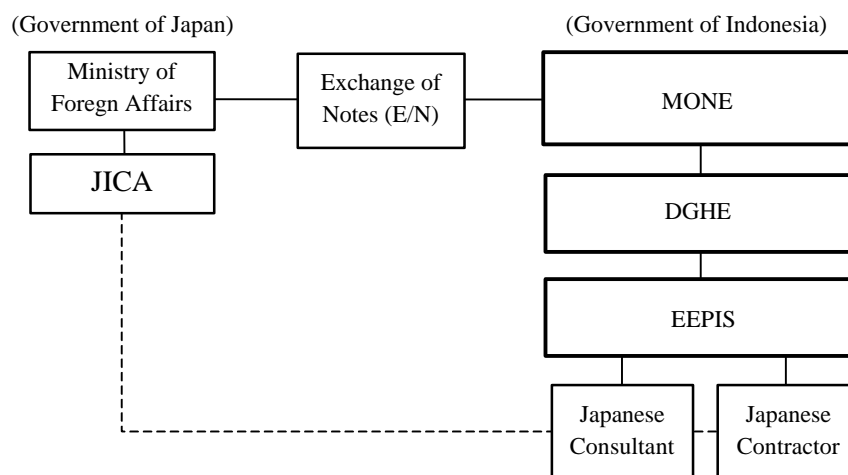 (Government of Japan)
(Government of Indonesia)
Ministry of
Foregn Affairs
Exchange of
Notes (E/N)
MONE
JICA
DGHE
EEPIS
Japanese
Consultant
Japanese
Contractor